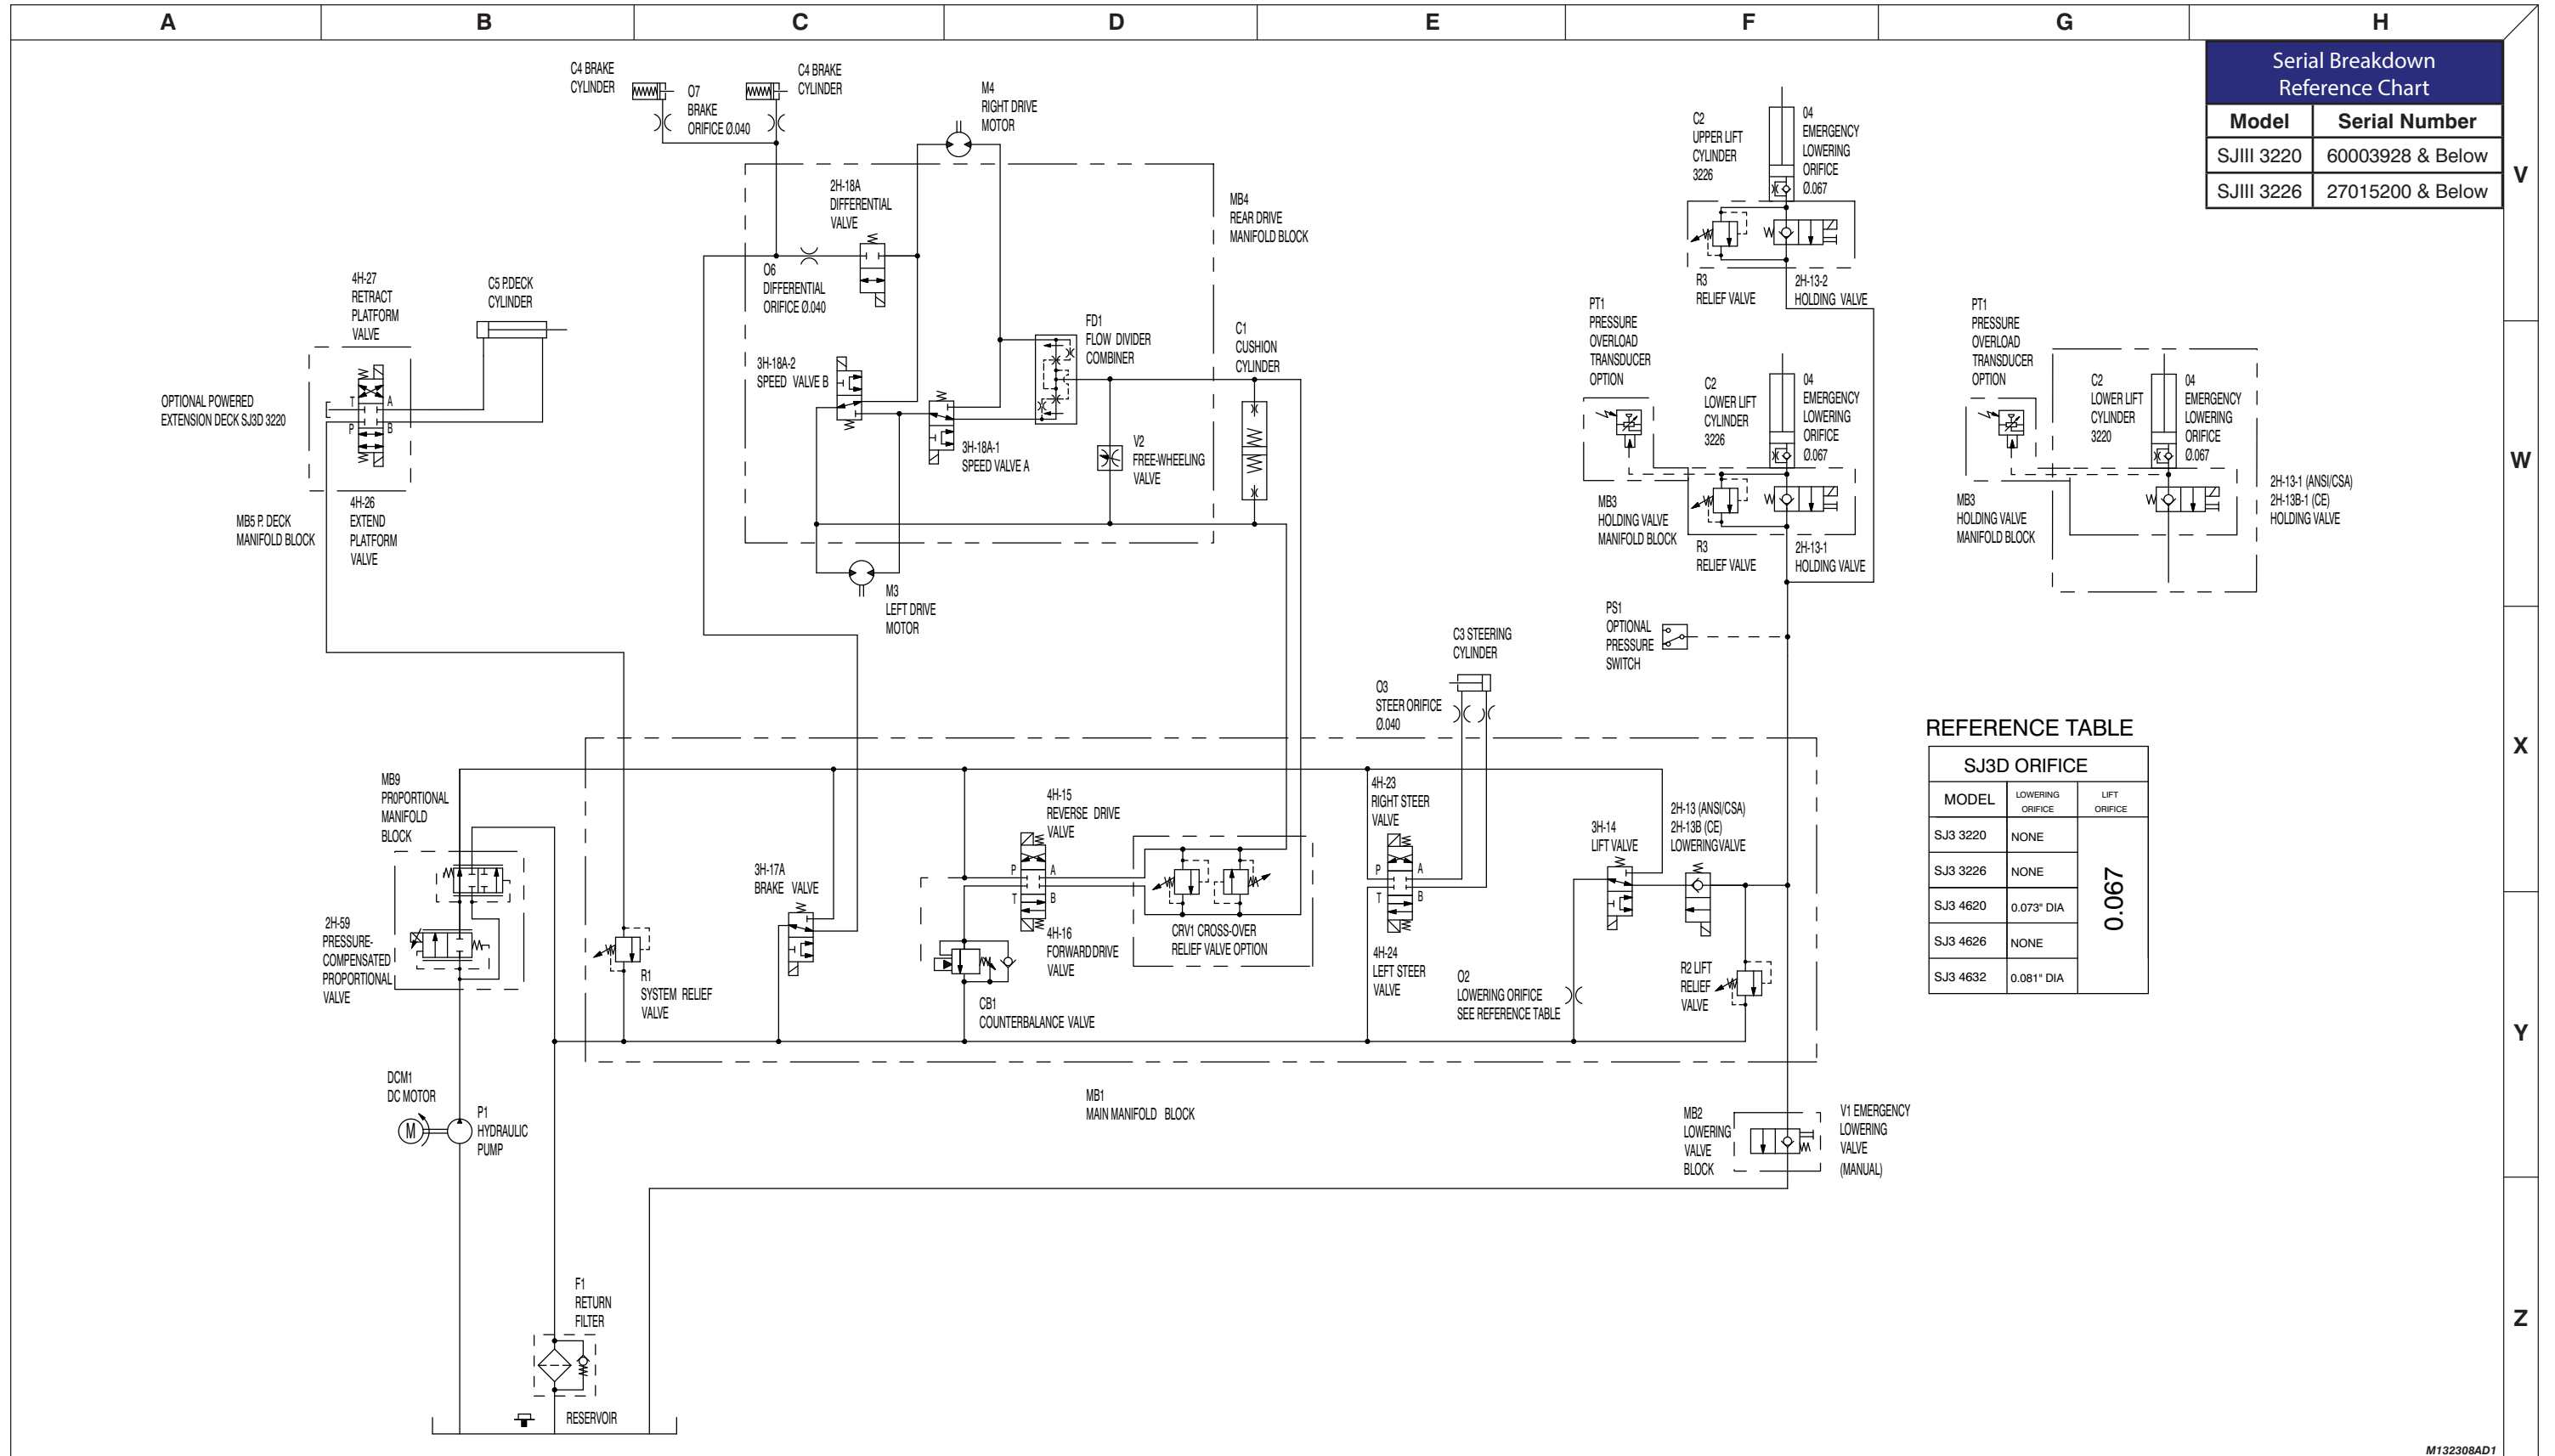 A
B
C
D
E
F
G
H
Serial Breakdown
Reference Chart
Model
Serial Number
SJIII 3220
60003928 & Below
SJIII 3226
27015200 & Below
V
W
X
Y
Z
C4 BRAKE
CYLINDER
O7
BRAKE
ORIFICE Ø.040
C4 BRAKE
CYLINDER
M4
RIGHT DRIVE
MOTOR
2H-18A
DIFFERENTIAL
VALVE
MB4
REAR DRIVE
MANIFOLD BLOCK
O6
DIFFERENTIAL
ORIFICE Ø.040
C2
UPPER LIFT
CYLINDER
3226
04
EMERGENCY
LOWERING
ORIFICE
Ø.067
R3
RELIEF VALVE
2H-13-2
HOLDING VALVE
4H-27
RETRACT
PLATFORM
VALVE
C5 P.DECK
CYLINDER
OPTIONAL POWERED
EXTENSION DECK SJ3D 3220
T
A
P
B
MB5 P. DECK
MANIFOLD BLOCK
4H-26
EXTEND
PLATFORM
VALVE
3H-18A-2
SPEED VALVE B
FD1
FLOW DIVIDER
COMBINER
C1
CUSHION
CYLINDER
3H-18A-1
SPEED VALVE A
V2
FREE-WHEELING
VALVE
M3
LEFT DRIVE
MOTOR
PT1
PRESSURE
OVERLOAD
TRANSDUCER
OPTION
C2
LOWER LIFT
CYLINDER
3226
04
EMERGENCY
LOWERING
ORIFICE
Ø.067
MB3
HOLDING VALVE
MANIFOLD BLOCK
R3
RELIEF VALVE
2H-13-1
HOLDING VALVE
PT1
PRESSURE
OVERLOAD
TRANSDUCER
OPTION
C2
LOWER LIFT
CYLINDER
3220
04
EMERGENCY
LOWERING
ORIFICE
Ø.067
MB3
HOLDING VALVE
MANIFOLD BLOCK
2H-13-1 (ANSI/CSA)
2H-13B-1 (CE)
HOLDING VALVE
PS1
OPTIONAL
PRESSURE
SWITCH
C3 STEERING
CYLINDER
O3
STEER ORIFICE
Ø.040
MB9
PROPORTIONAL
MANIFOLD
BLOCK
2H-59
PRESSURE-
COMPENSATED
PROPORTIONAL
VALVE
R1
SYSTEM RELIEF
VALVE
3H-17A
BRAKE VALVE
4H-15
REVERSE DRIVE
VALVE
P
A
T
B
4H-16
FORWARD DRIVE
VALVE
CB1
COUNTERBALANCE VALVE
CRV1 CROSS-OVER
RELIEF VALVE OPTION
4H-23
RIGHT STEER
VALVE
P
A
T
B
4H-24
LEFT STEER
VALVE
O2
LOWERING ORIFICE
SEE REFERENCE TABLE
3H-14
LIFT VALVE
2H-13 (ANSI/CSA)
2H-13B (CE)
LOWERING VALVE
R2 LIFT
RELIEF
VALVE
REFERENCE TABLE
SJ3D ORIFICE
MODEL
LOWERING
ORIFICE
LIFT
ORIFICE
SJ3 3220
NONE
SJ3 3226
NONE
SJ3 4620
0.073" DIA
SJ3 4626
NONE
SJ3 4632
0.081" DIA
0.067
DCM1
DC MOTOR
M
P1
HYDRAULIC
PUMP
MB1
MAIN MANIFOLD BLOCK
MB2
LOWERING
VALVE
BLOCK
V1 EMERGENCY
LOWERING
VALVE
(MANUAL)
F1
RETURN
FILTER
RESERVOIR
M132308AD1